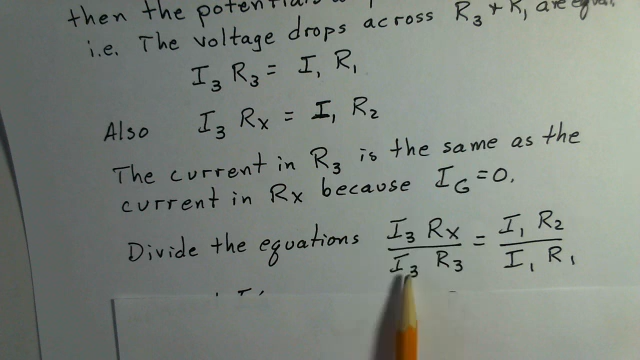 then the potentials
i.e. The voltage drops across R3 + R1 are equal.
I3 R3 = I1 R1
Also I3 Rx = I1 R2
The current in R3 is the same as the
current in Rx because IG = 0.
Divide the equations I3 Rx / I3 R3 = I1 R2 / I1 R1